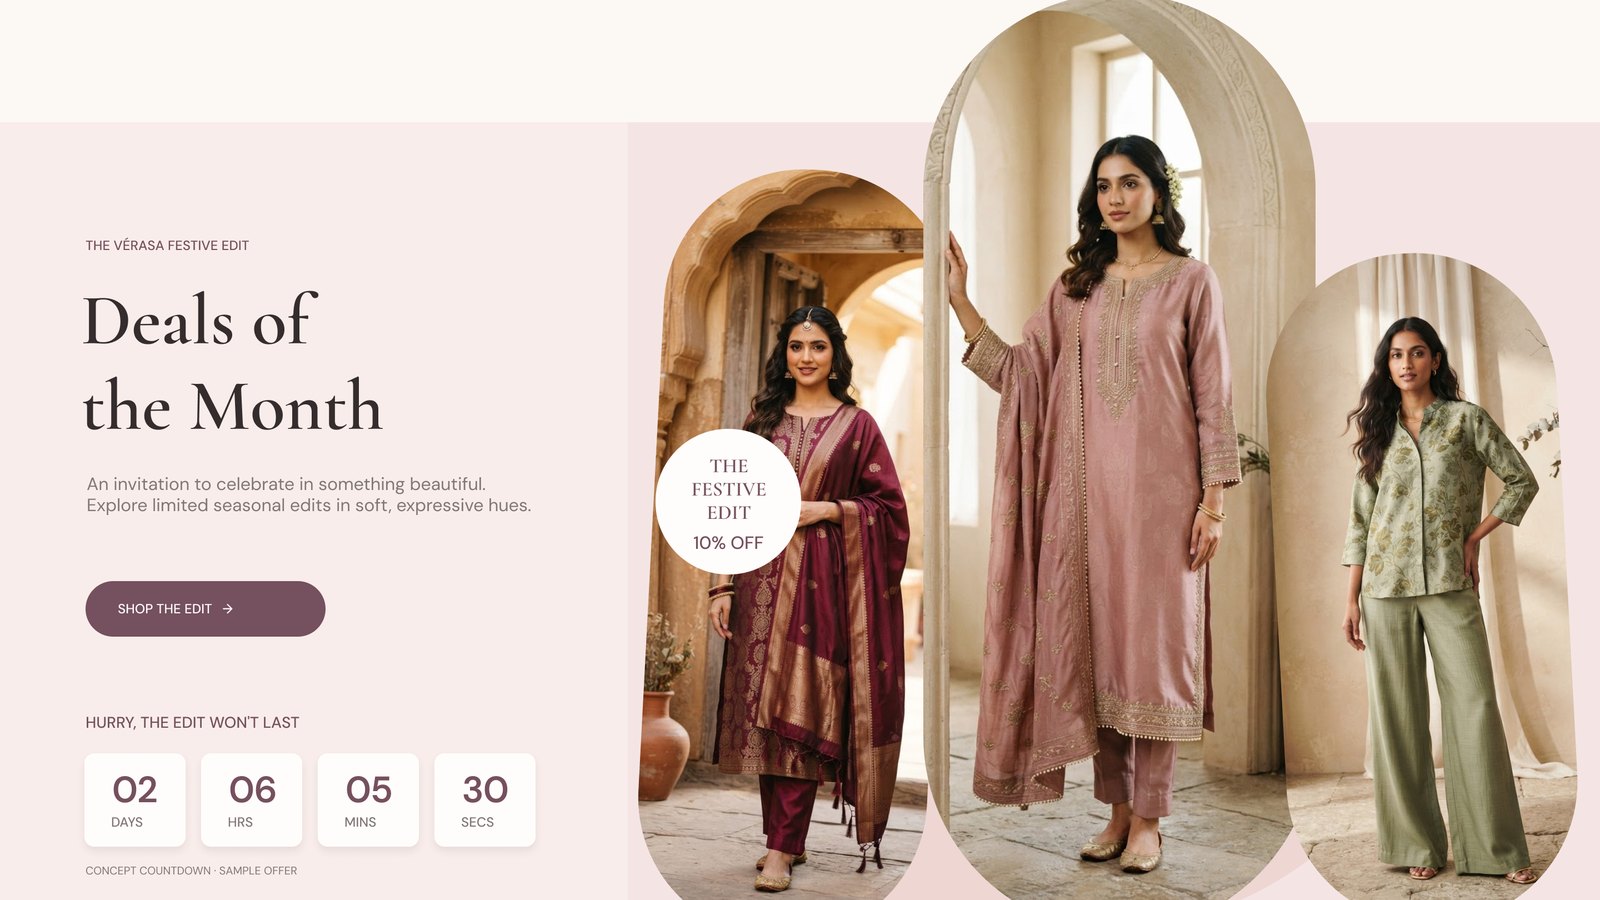 THE VÉRASA FESTIVE EDIT
Deals of
the Month
An invitation to celebrate in something beautiful.
Explore limited seasonal edits in soft, expressive hues.
SHOP THE EDIT →
HURRY, THE EDIT WON'T LAST
02 06 05 30
DAYS HRS MINS SECS
CONCEPT COUNTDOWN · SAMPLE OFFER
THE
FESTIVE
EDIT
10% OFF